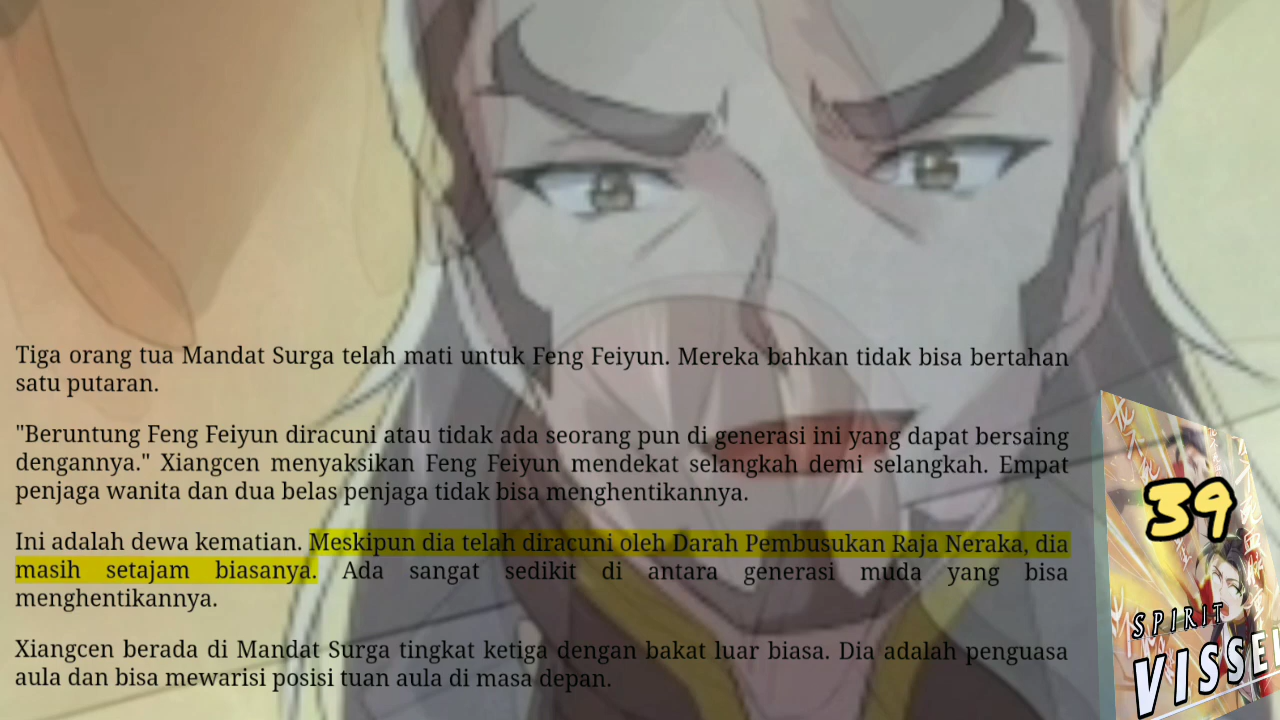 Tiga orang tua Mandat Surga telah mati untuk Feng Feiyun. Mereka bahkan tidak bisa bertahan
satu putaran.
"Beruntung Feng Feiyun diracuni atau tidak ada seorang pun di generasi ini yang dapat bersaing
dengannya." Xiangcen menyaksikan Feng Feiyun mendekat selangkah demi selangkah. Empat
penjaga wanita dan dua belas penjaga tidak bisa menghentikannya.
Ini adalah dewa kematian. Meskipun dia telah diracuni oleh Darah Pembusukan Raja Neraka, dia
masih setajam biasanya. Ada sangat sedikit di antara generasi muda yang bisa
menghentikannya.
Xiangcen berada di Mandat Surga tingkat ketiga dengan bakat luar biasa. Dia adalah penguasa
aula dan bisa mewarisi posisi tuan aula di masa depan.
39
SPIRIT
VISSEL